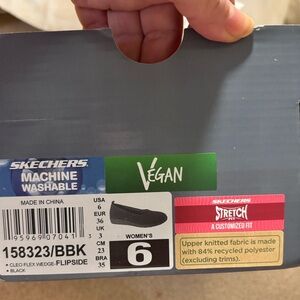 SKECHERS
MACHINE
WASHABLE
VEGAN
MADE IN CHINA
USA
6
EUR
36
UK
3
CM
23
BRA
35
WOMEN'S
6
158323/BBK
• CLEO FLEX WEDGE-FLIPSIDE
• BLACK
SKECHERS
STRETCH
FIT
A CUSTOMIZED FIT
Upper knitted fabric is made
with 84% recycled polyester
(excluding trims).